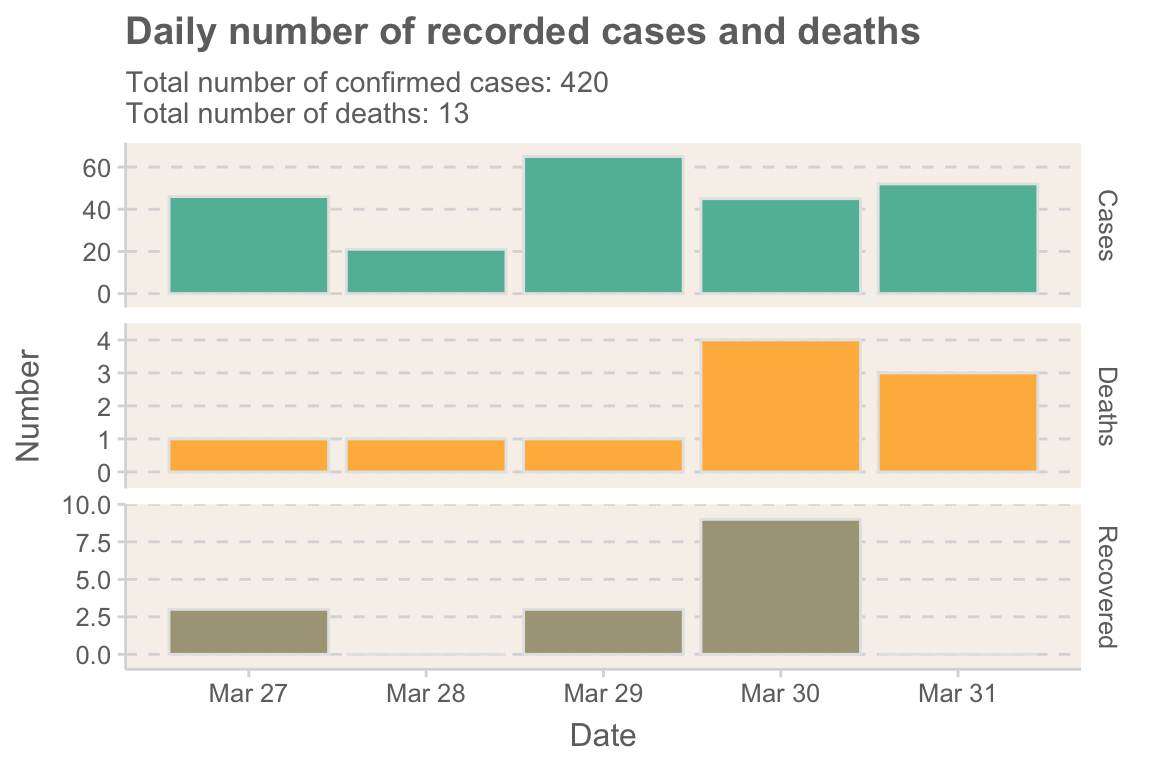 Daily number of recorded cases and deaths
Total number of confirmed cases: 420
Total number of deaths: 13
60
40
20
0
Cases
4
3
2
1
0
Deaths
10.0
7.5
5.0
2.5
0.0
Recovered
Number
Mar 27 Mar 28 Mar 29 Mar 30 Mar 31
Date